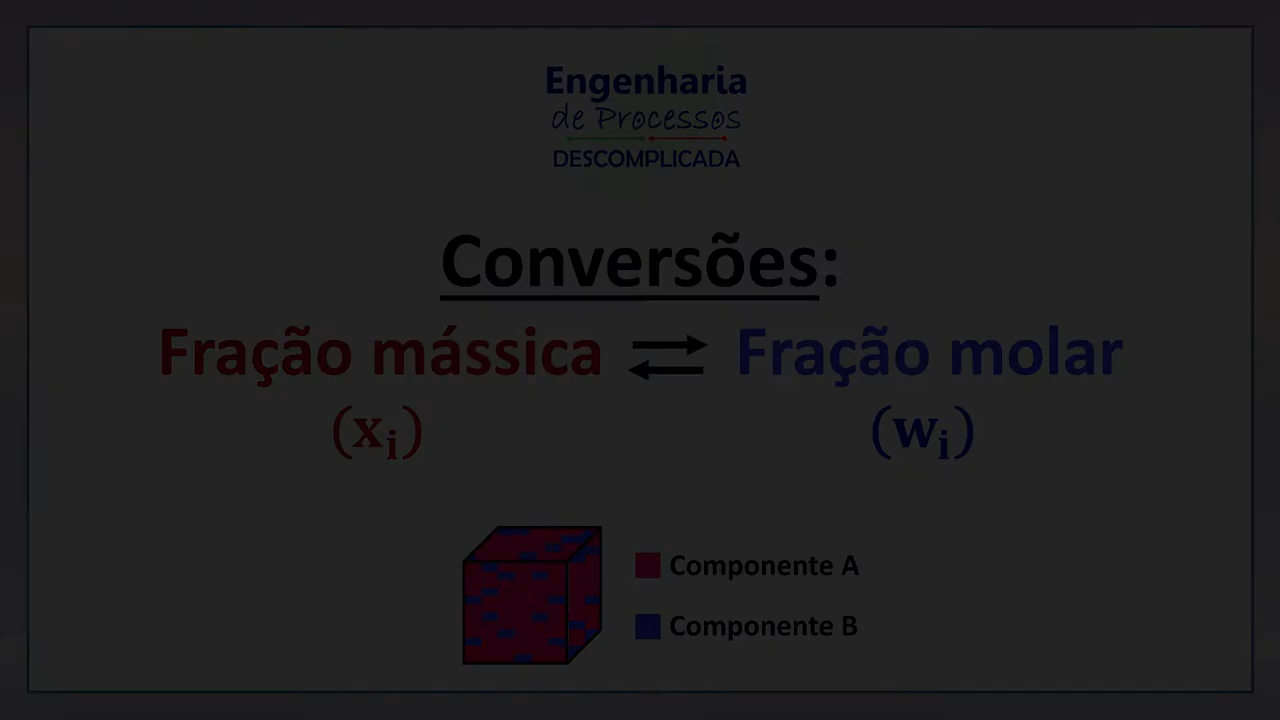 Engenharia
de Processos
DESCOMPLICADA
Conversões:
Fração mássica ⇄ Fração molar
(xᵢ) (wᵢ)
Componente A
Componente B